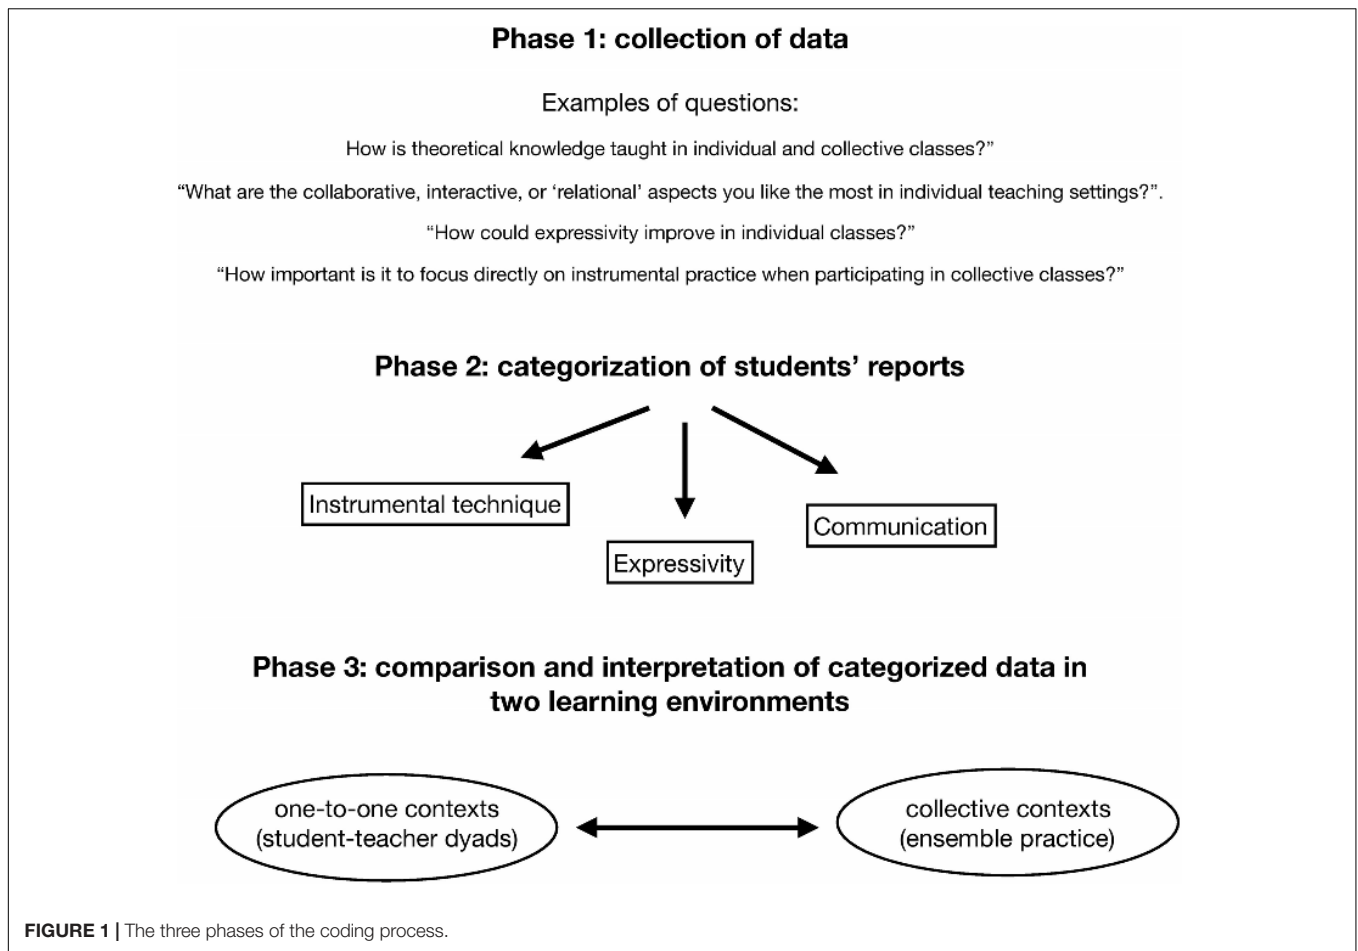 Phase 1: collection of data
Examples of questions:
How is theoretical knowledge taught in individual and collective classes?”
“What are the collaborative, interactive, or ‘relational’ aspects you like the most in individual teaching settings?”.
“How could expressivity improve in individual classes?”
“How important is it to focus directly on instrumental practice when participating in collective classes?”
Phase 2: categorization of students’ reports
Instrumental technique
Communication
Expressivity
Phase 3: comparison and interpretation of categorized data in
two learning environments
one-to-one contexts
(student-teacher dyads)
collective contexts
(ensemble practice)
FIGURE 1 | The three phases of the coding process.